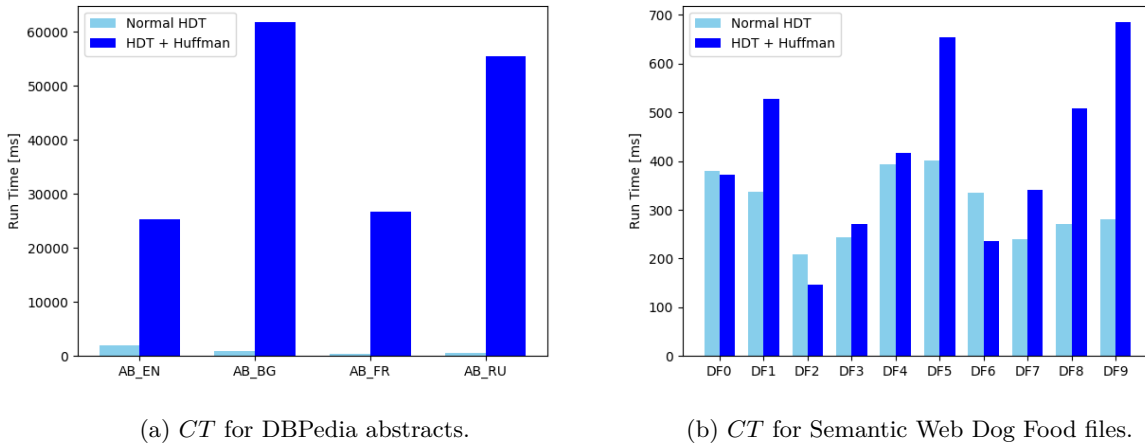 Normal HDT
HDT + Huffman
60000
50000
40000
30000
20000
10000
0
Run Time [ms]
AB_EN AB_BG AB_FR AB_RU
(a) CT for DBPedia abstracts.
Normal HDT
HDT + Huffman
700
600
500
400
300
200
100
0
Run Time [ms]
DF0 DF1 DF2 DF3 DF4 DF5 DF6 DF7 DF8 DF9
(b) CT for Semantic Web Dog Food files.